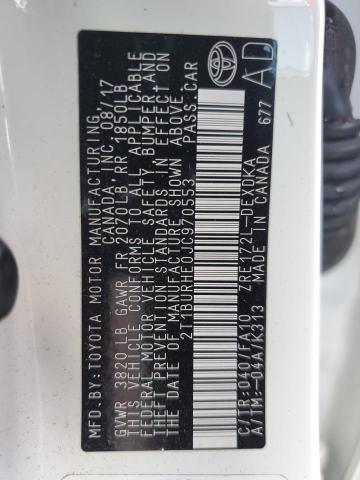 MFD.BY:TOYOTA MOTOR MANUFACTURING
CANADA INC. 08/17
GVWR 3820LB GAWR FR 2070LB RR 1850LB
THIS VEHICLE CONFORMS TO ALL APPLICABLE
FEDERAL MOTOR VEHICLE SAFETY,BUMPER,AND
THEFT PREVENTION STANDARDS IN EFFECT ON
THE DATE OF MANUFACTURE SHOWN ABOVE.
2T1BURHE0JC970553 PASS.CAR
C/TR:040/FA10 ZRE172L-DEXDKA
A/TM:-04A/K313 MADE IN CANADA 677
AD